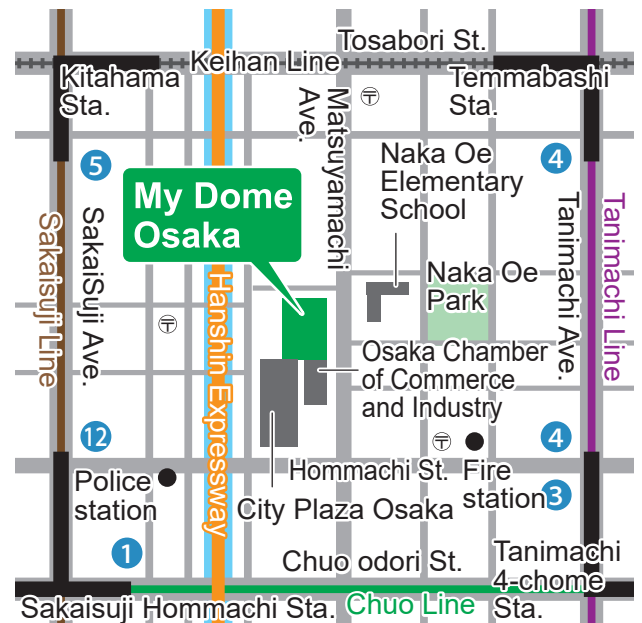 Tosabori St.
Keihan Line
Kitahama
Sta.
Temmabashi
Sta.
〒
Matsuyamachi
Ave.
Naka Oe
Elementary
School
5
4
My Dome
Osaka
Sakaisuji Line
SakaiSuji Ave.
Hanshin Expressway
Tanimachi Ave.
Tanimachi Line
Naka Oe
Park
〒
Osaka Chamber
of Commerce
and Industry
12
4
〒
Hommachi St.
Fire
station
3
Police
station
City Plaza Osaka
1
Chuo odori St.
Tanimachi
4-chome
Sta.
Sakaisuji Hommachi Sta.
Chuo Line